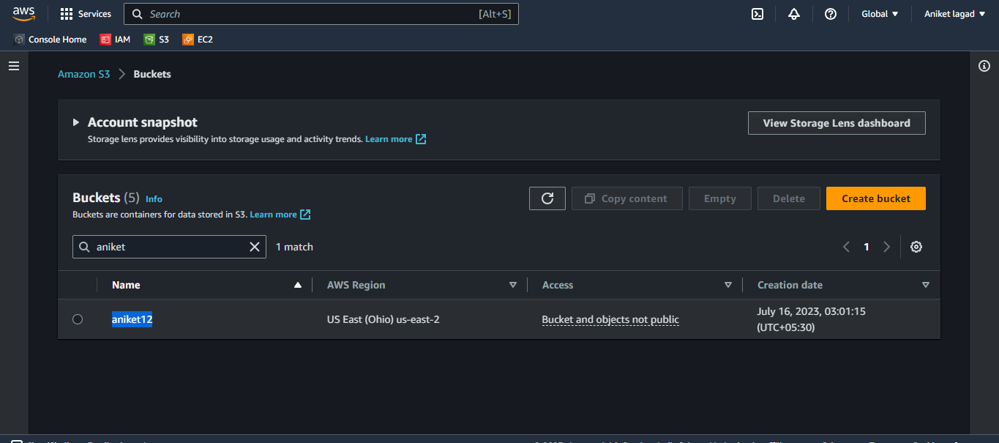 aws Services Search [Alt+S] Global ▼ Aniket lagad ▼
Console Home IAM S3 EC2
Amazon S3 > Buckets
Account snapshot View Storage Lens dashboard
Storage lens provides visibility into storage usage and activity trends. Learn more
Buckets (5) Info Copy content Empty Delete Create bucket
Buckets are containers for data stored in S3. Learn more
aniket 1 match 1
Name AWS Region Access Creation date
aniket12 US East (Ohio) us-east-2 Bucket and objects not public July 16, 2023, 03:01:15
(UTC+05:30)